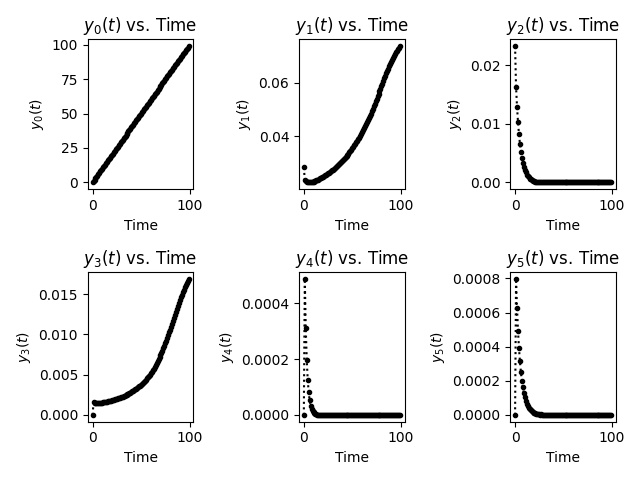 y₀(t) vs. Time
y₁(t) vs. Time
y₂(t) vs. Time
100
75
50
25
0
y₀(t)
0
100
Time
0.06
0.04
y₁(t)
0
100
Time
0.02
0.01
0.00
y₂(t)
0
100
Time
y₃(t) vs. Time
y₄(t) vs. Time
y₅(t) vs. Time
0.015
0.010
0.005
0.000
y₃(t)
0
100
Time
0.0004
0.0002
0.0000
y₄(t)
0
100
Time
0.0008
0.0006
0.0004
0.0002
0.0000
y₅(t)
0
100
Time